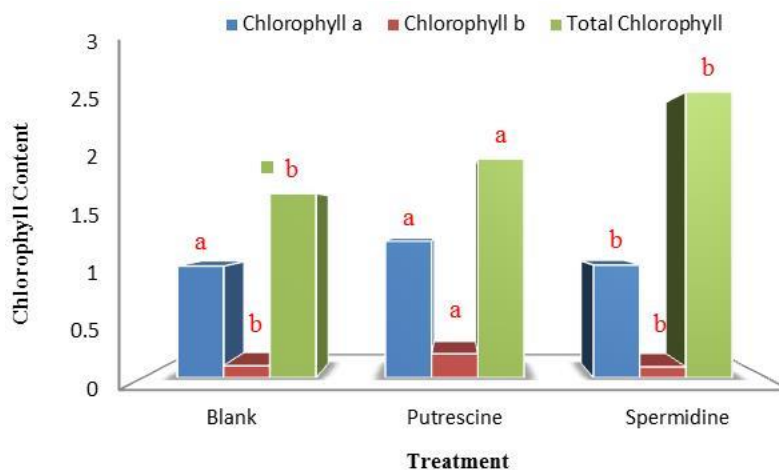 Chlorophyll a Chlorophyll b Total Chlorophyll
3
2.5
2
1.5
1
0.5
0
Chlorophyll Content
a
b
b
a
a
a
b
b
b
Blank Putrescine Spermidine
Treatment